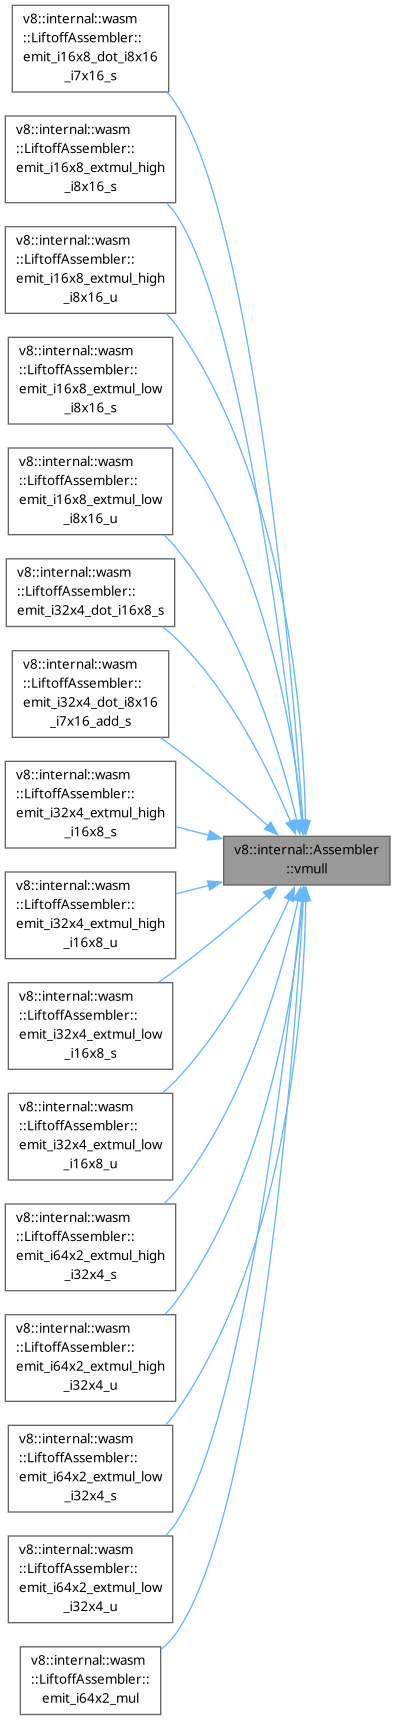 v8::internal::wasm
::LiftoffAssembler::
emit_i16x8_dot_i8x16
_i7x16_s
v8::internal::wasm
::LiftoffAssembler::
emit_i16x8_extmul_high
_i8x16_s
v8::internal::wasm
::LiftoffAssembler::
emit_i16x8_extmul_high
_i8x16_u
v8::internal::wasm
::LiftoffAssembler::
emit_i16x8_extmul_low
_i8x16_s
v8::internal::wasm
::LiftoffAssembler::
emit_i16x8_extmul_low
_i8x16_u
v8::internal::wasm
::LiftoffAssembler::
emit_i32x4_dot_i16x8_s
v8::internal::wasm
::LiftoffAssembler::
emit_i32x4_dot_i8x16
_i7x16_add_s
v8::internal::wasm
::LiftoffAssembler::
emit_i32x4_extmul_high
_i16x8_s
v8::internal::Assembler
::vmull
v8::internal::wasm
::LiftoffAssembler::
emit_i32x4_extmul_high
_i16x8_u
v8::internal::wasm
::LiftoffAssembler::
emit_i32x4_extmul_low
_i16x8_s
v8::internal::wasm
::LiftoffAssembler::
emit_i32x4_extmul_low
_i16x8_u
v8::internal::wasm
::LiftoffAssembler::
emit_i64x2_extmul_high
_i32x4_s
v8::internal::wasm
::LiftoffAssembler::
emit_i64x2_extmul_high
_i32x4_u
v8::internal::wasm
::LiftoffAssembler::
emit_i64x2_extmul_low
_i32x4_s
v8::internal::wasm
::LiftoffAssembler::
emit_i64x2_extmul_low
_i32x4_u
v8::internal::wasm
::LiftoffAssembler::
emit_i64x2_mul